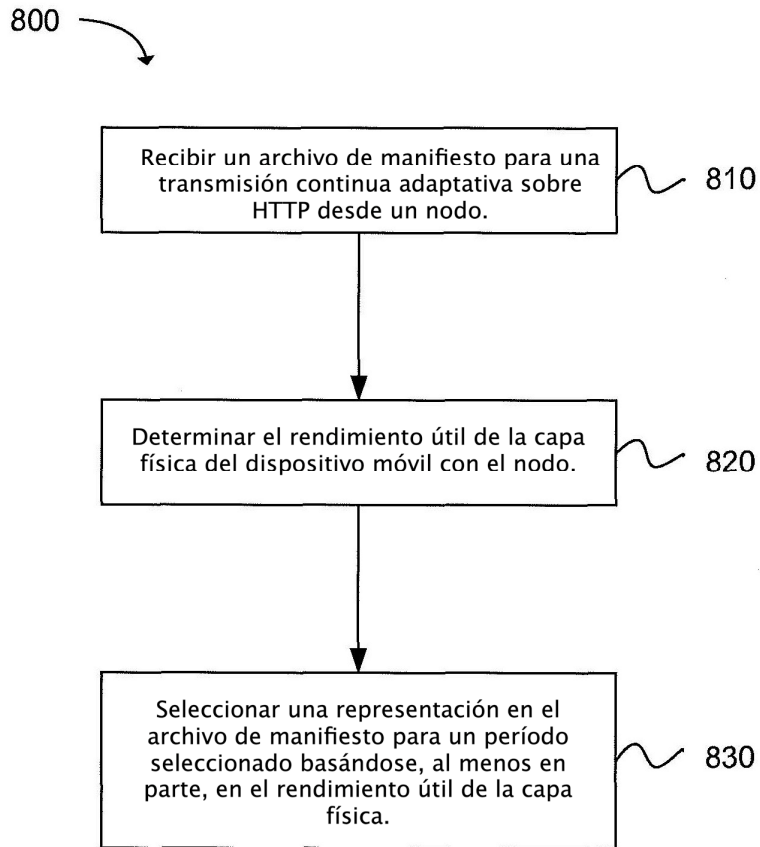 800
Recibir un archivo de manifiesto para una
transmisión continua adaptativa sobre
HTTP desde un nodo.
810
Determinar el rendimiento útil de la capa
física del dispositivo móvil con el nodo.
820
Seleccionar una representación en el
archivo de manifiesto para un período
seleccionado basándose, al menos en
parte, en el rendimiento útil de la capa
física.
830